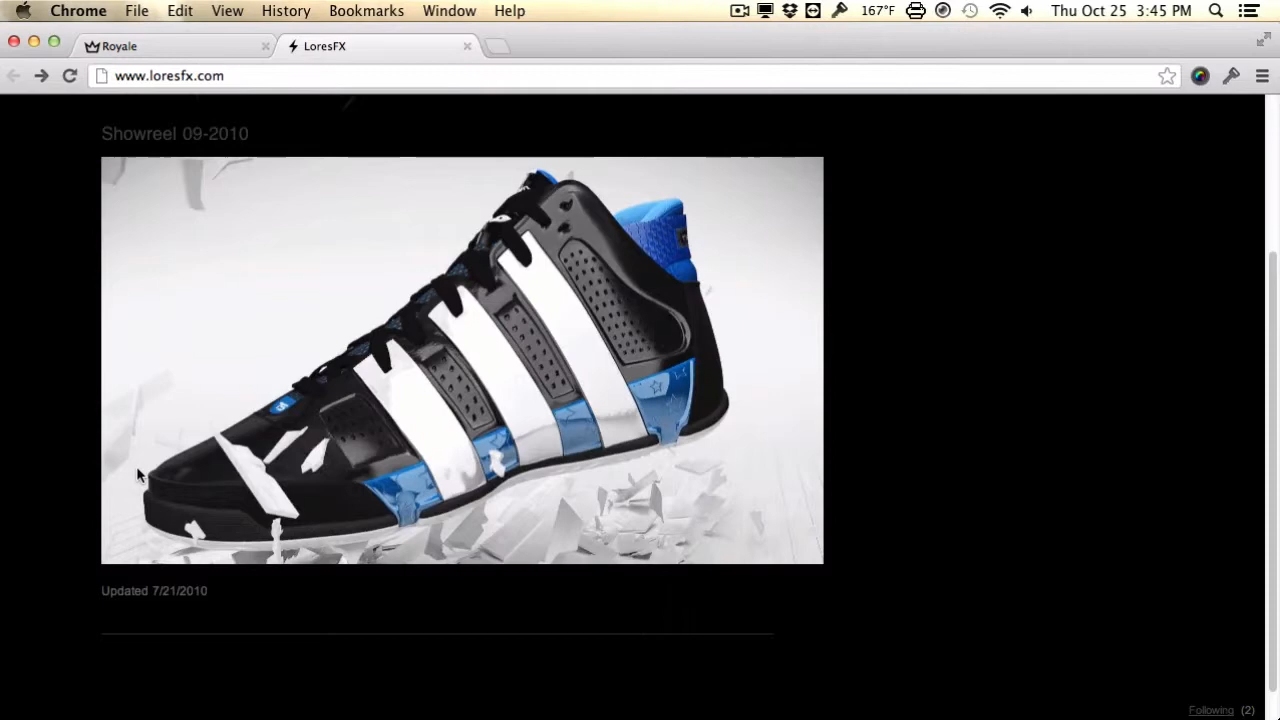 Chrome File Edit View History Bookmarks Window Help 167°F Thu Oct 25 3:45 PM
Royale LoresFX
www.loresfx.com
Showreel 09-2010
Updated 7/21/2010
Following (2)